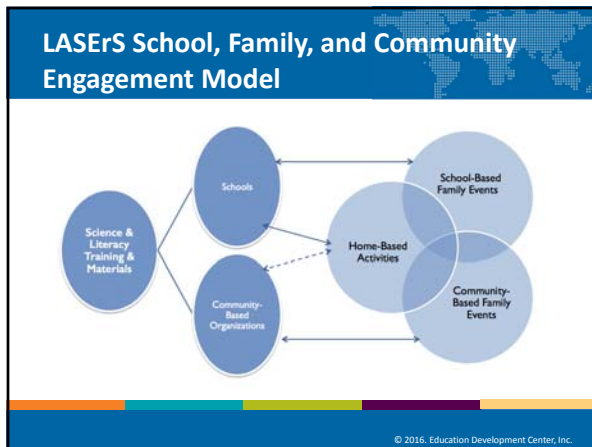 LASErS School, Family, and Community
Engagement Model
Science &
Literacy
Training &
Materials
Schools
Community-
Based
Organizations
Home-Based
Activities
School-Based
Family Events
Community-
Based Family
Events
© 2016. Education Development Center, Inc.